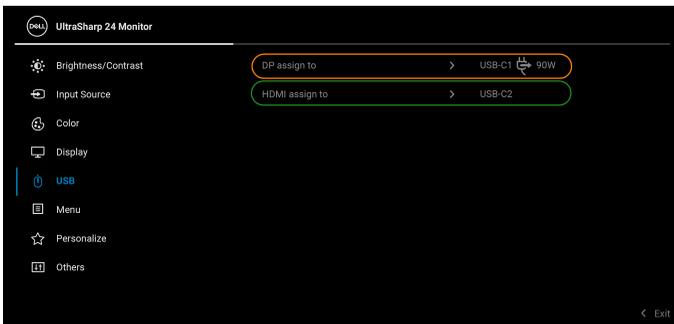 DELL UltraSharp 24 Monitor
Brightness/Contrast
DP assign to > USB-C1 90W
Input Source
HDMI assign to > USB-C2
Color
Display
USB
Menu
Personalize
Others
< Exit